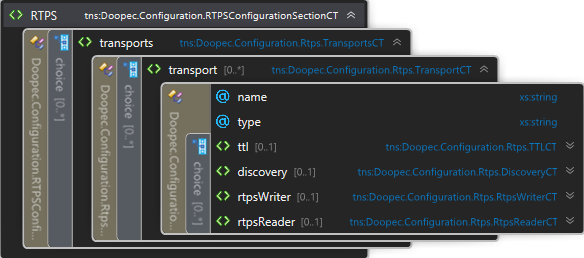 RTPS tns:Doopec.Configuration.RTPSConfigurationSectionCT
Doopec.Configuration.RTPSConfi...
choice [0..*]
transports tns:Doopec.Configuration.Rtps.TransportsCT
Doopec.Configuration.Rtps...
choice [0..*]
transport [0..*] tns:Doopec.Configuration.Rtps.TransportCT
Doopec.Configuratio...
@ name xs:string
@ type xs:string
choice [0..*]
ttl [0..1] tns:Doopec.Configuration.Rtps.TTLCT
discovery [0..1] tns:Doopec.Configuration.Rtps.DiscoveryCT
rtpsWriter [0..1] tns:Doopec.Configuration.Rtps.RtpsWriterCT
rtpsReader [0..1] tns:Doopec.Configuration.Rtps.RtpsReaderCT